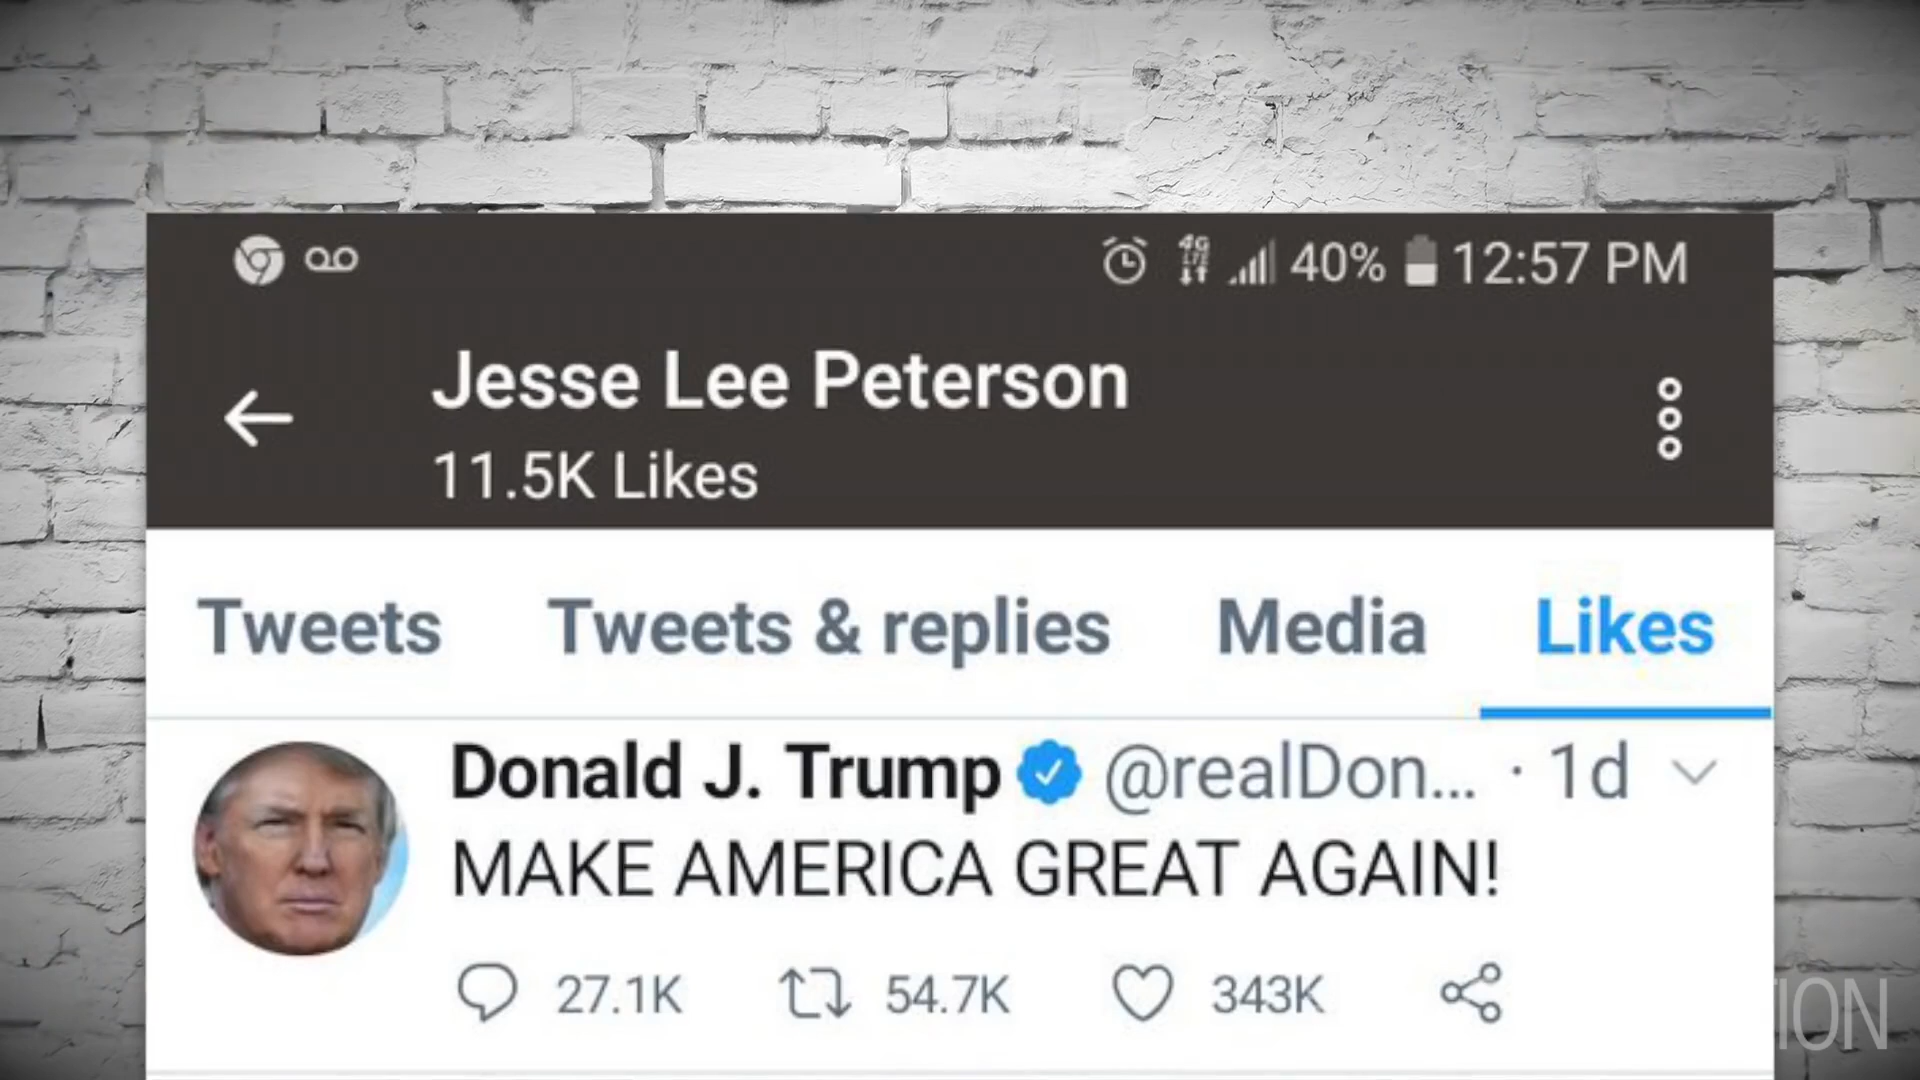 40% 12:57 PM
Jesse Lee Peterson
11.5K Likes
Tweets Tweets & replies Media Likes
Donald J. Trump @realDon... · 1d
MAKE AMERICA GREAT AGAIN!
27.1K 54.7K 343K